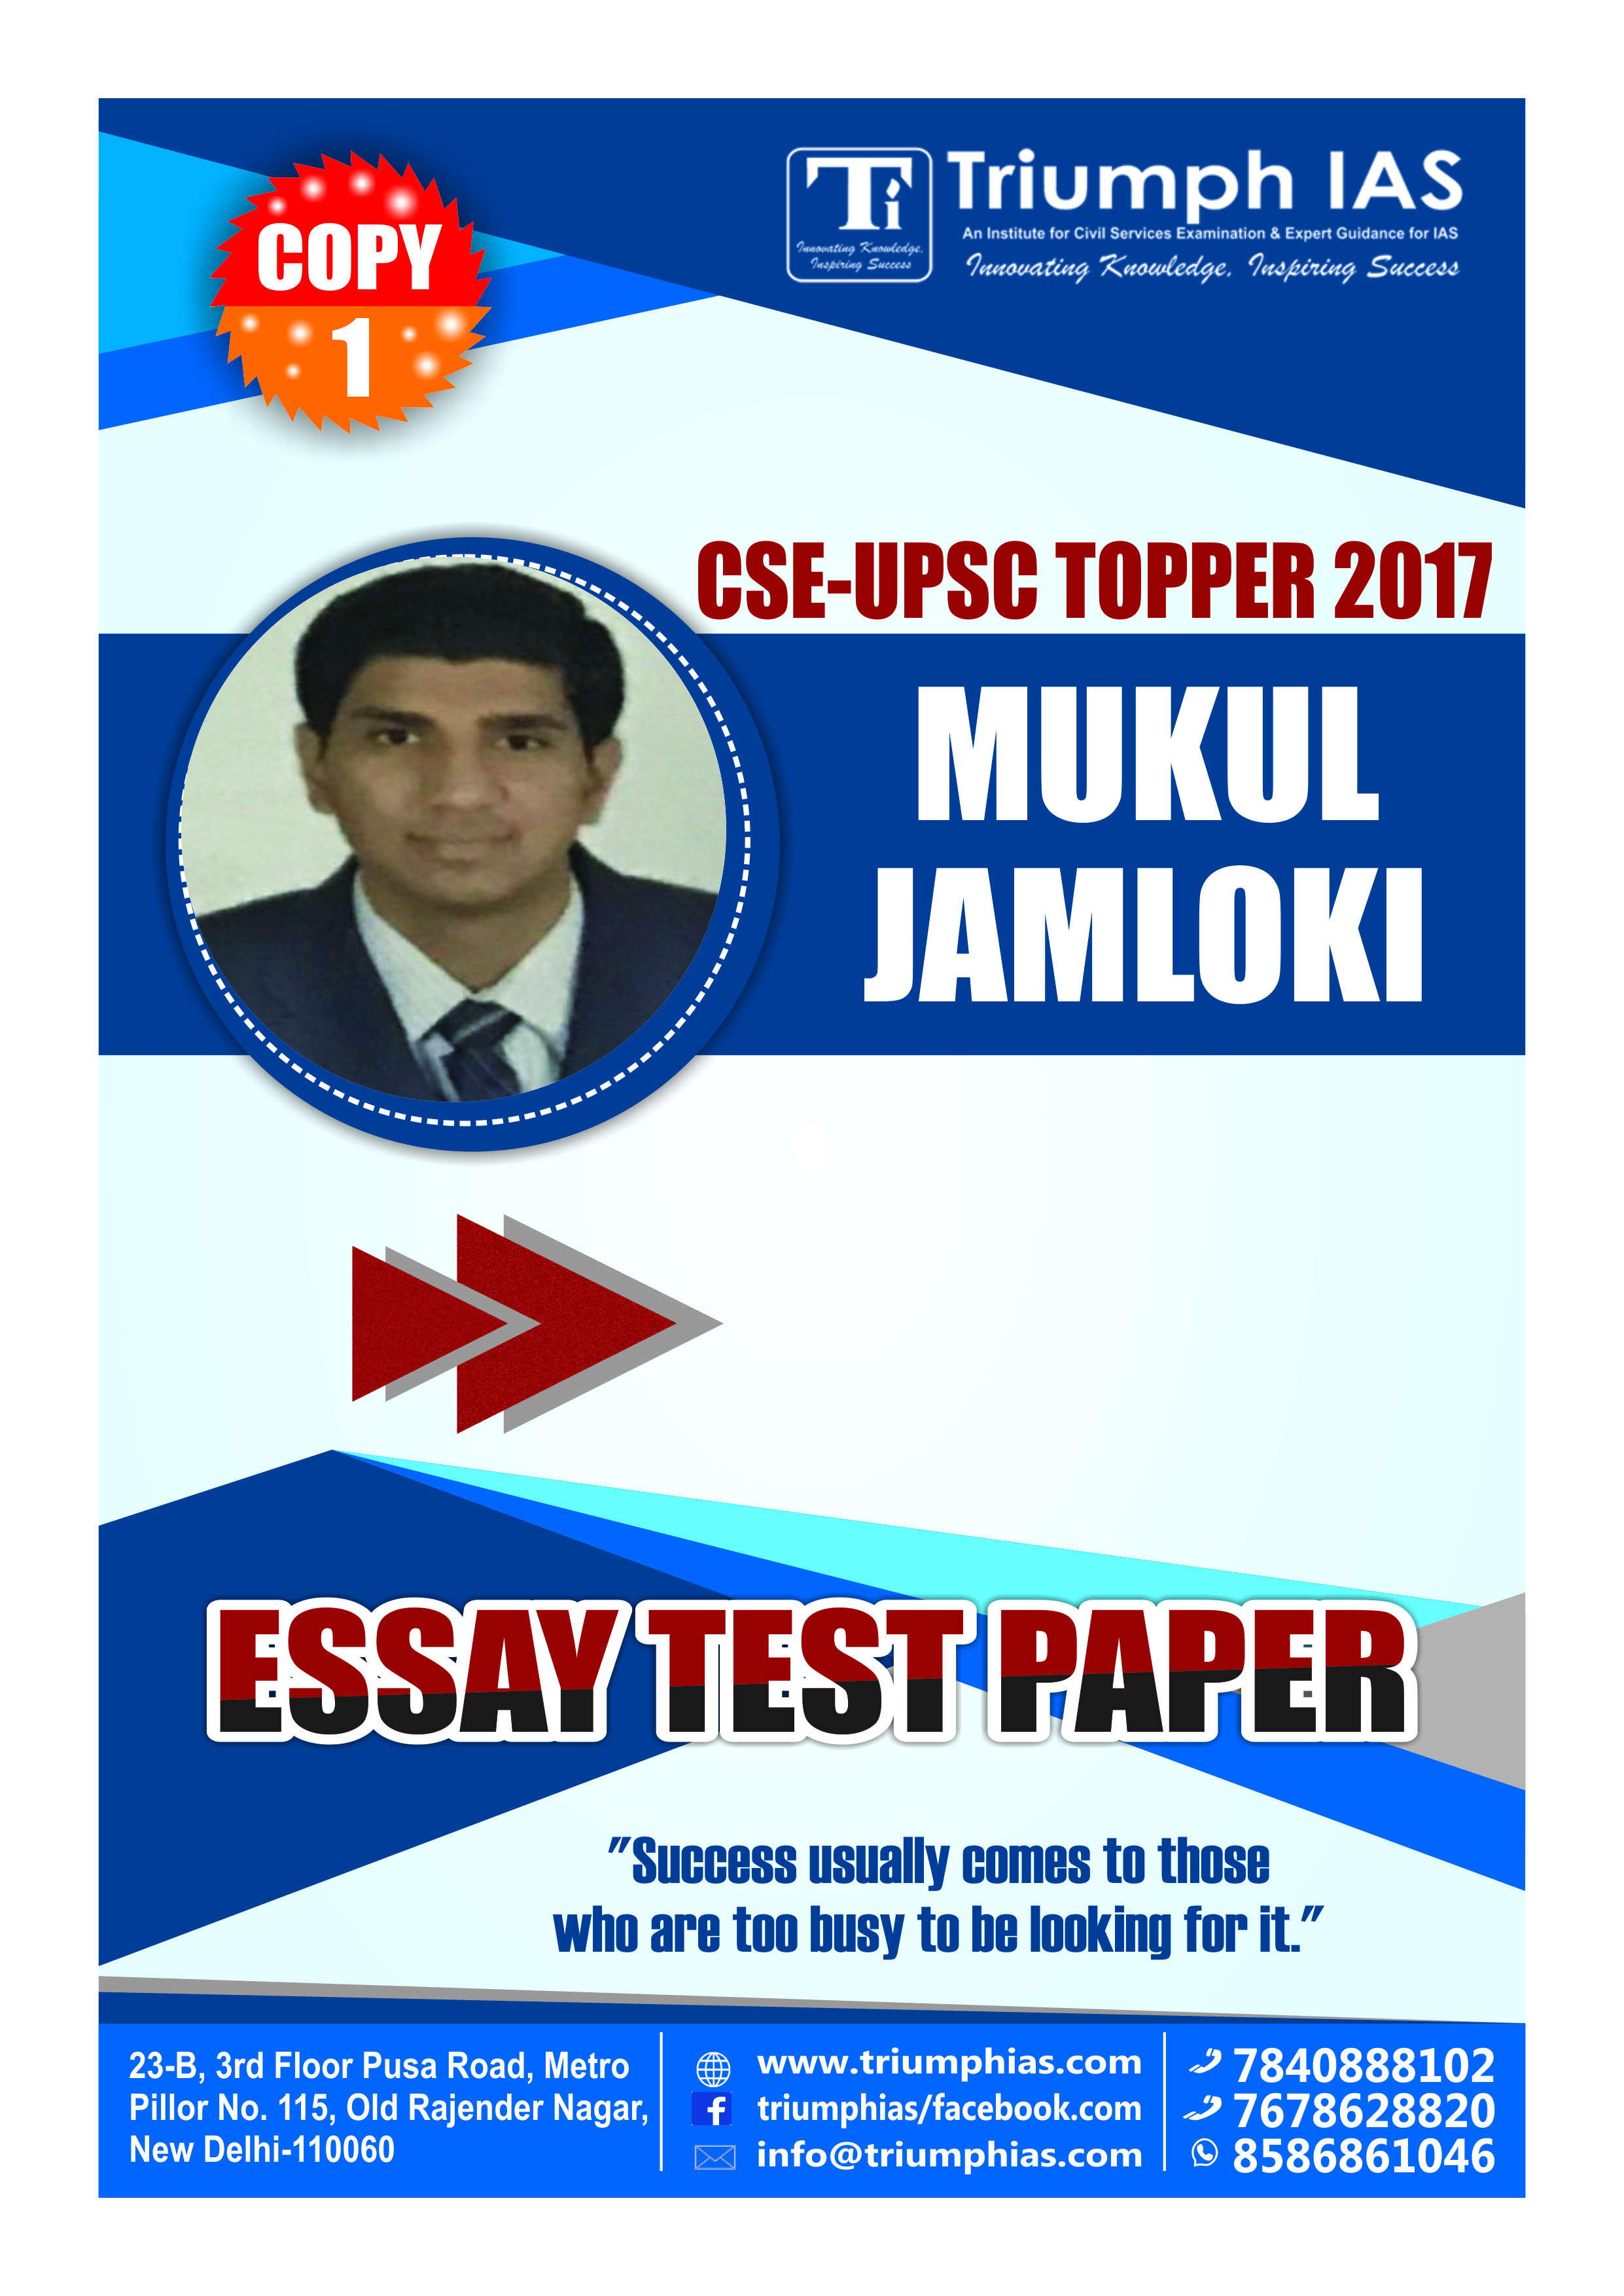 COPY
1
Ti
Innovating Knowledge,
Inspiring Success
Triumph IAS
An Institute for Civil Services Examination & Expert Guidance for IAS
Innovating Knowledge, Inspiring Success
CSE-UPSC TOPPER 2017
MUKUL
JAMLOKI
ESSAY TEST PAPER
"Success usually comes to those
who are too busy to be looking for it."
23-B, 3rd Floor Pusa Road, Metro
Pillor No. 115, Old Rajender Nagar,
New Delhi-110060
www.triumphias.com
triumphias/facebook.com
info@triumphias.com
7840888102
7678628820
8586861046